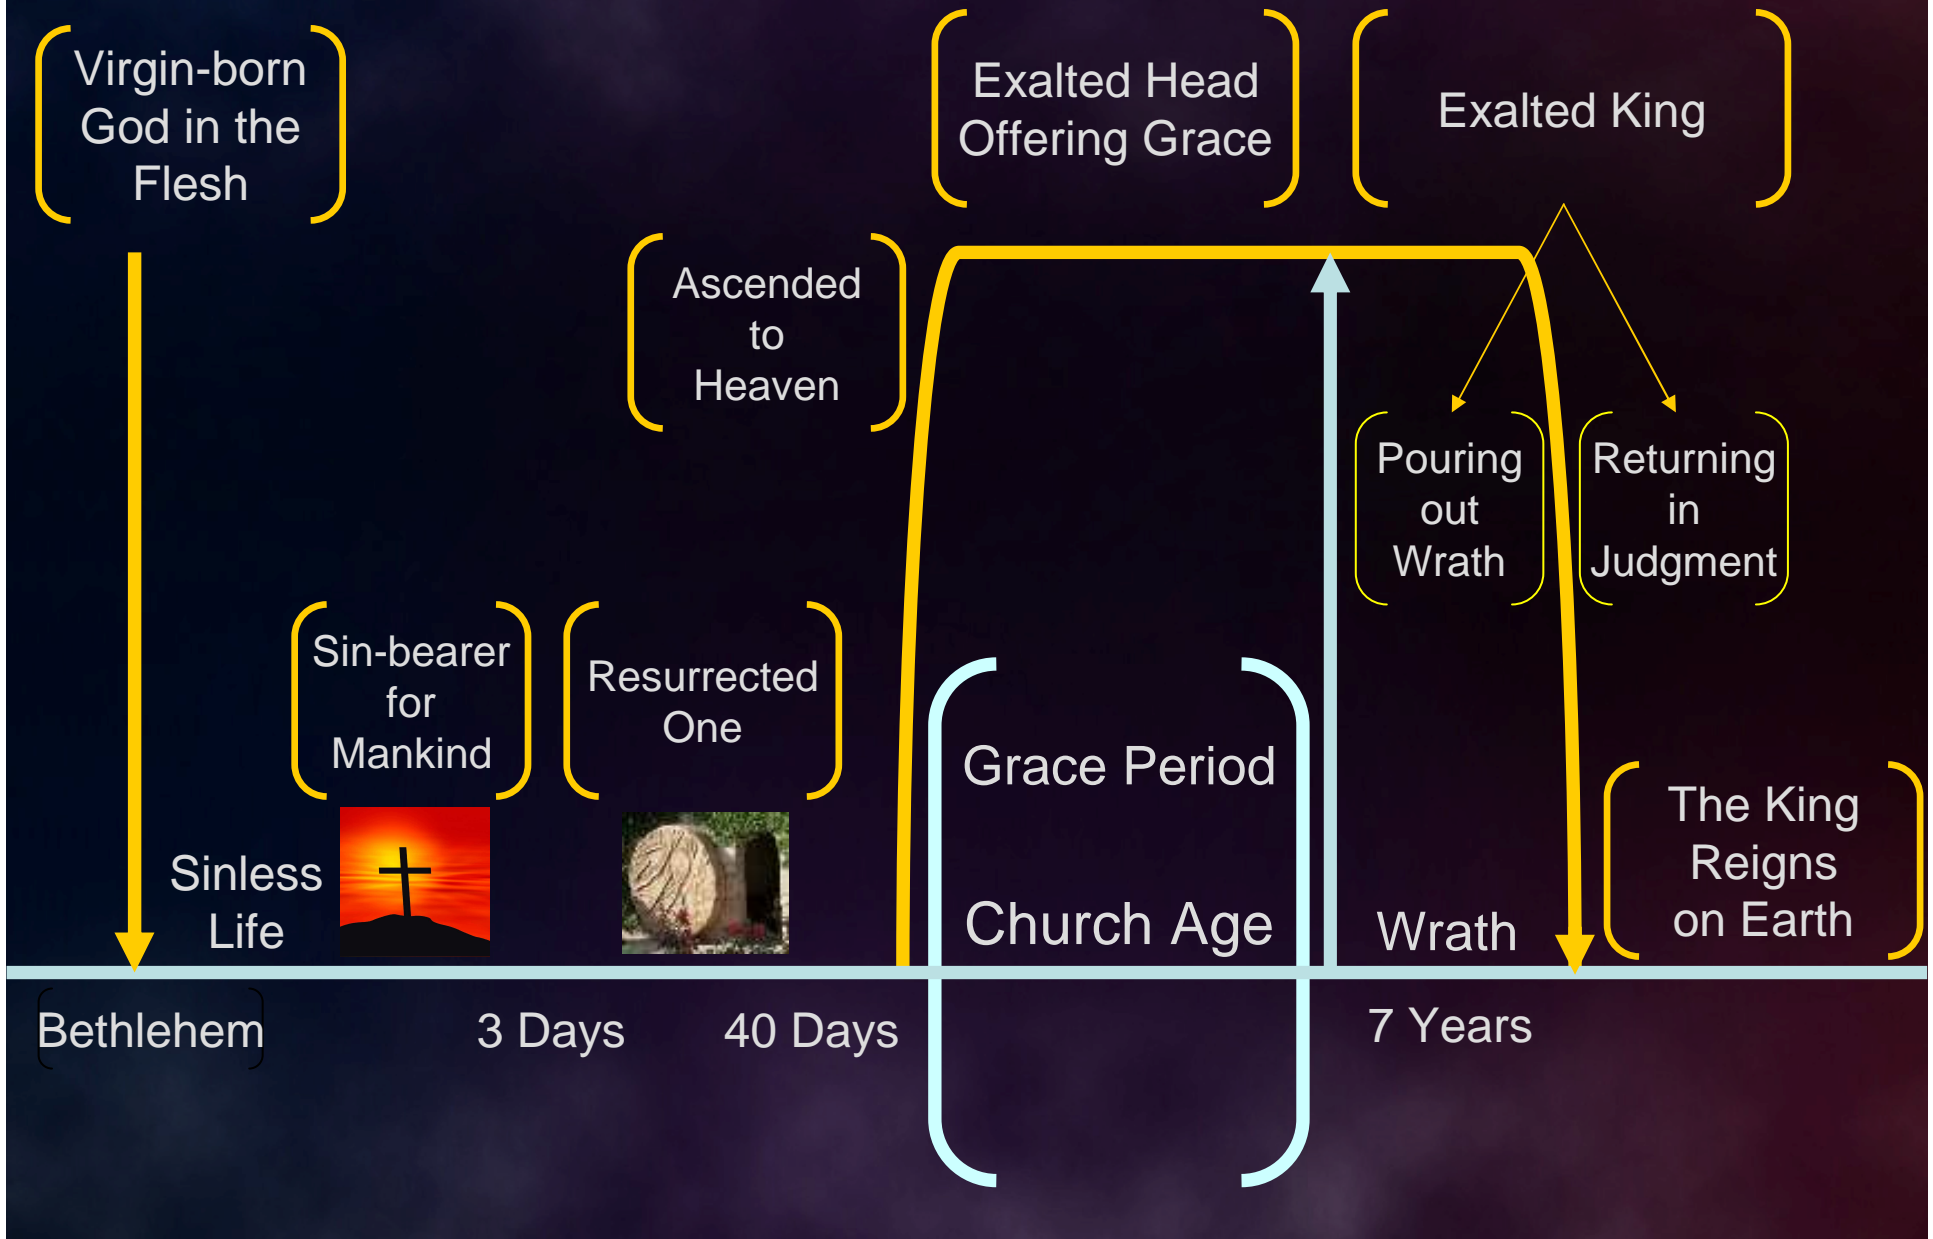 Virgin-born
God in the
Flesh
Exalted Head
Offering Grace
Exalted King
Ascended
to
Heaven
Pouring
out
Wrath
Returning
in
Judgment
Sin-bearer
for
Mankind
Resurrected
One
Grace Period
Church Age
Sinless
Life
Wrath
The King
Reigns
on Earth
Bethlehem
3 Days
40 Days
7 Years